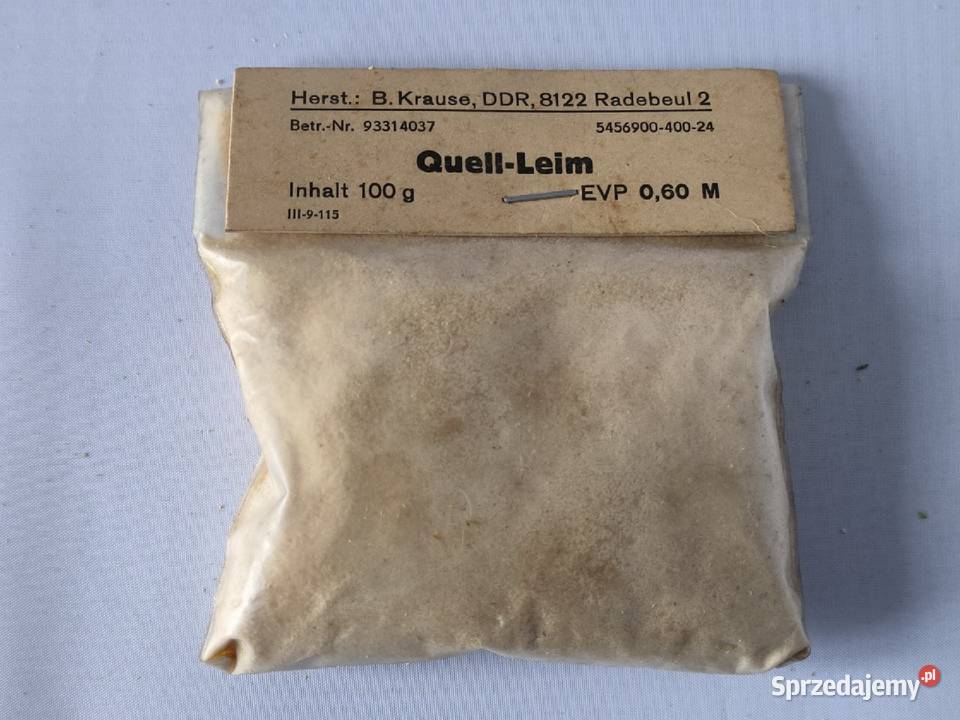 Herst.: B. Krause, DDR, 8122 Radebeul 2
Betr.-Nr. 93314037 5456900-400-24
Quell-Leim
Inhalt 100 g EVP 0,60 M
III-9-115
Sprzedajemy.pl